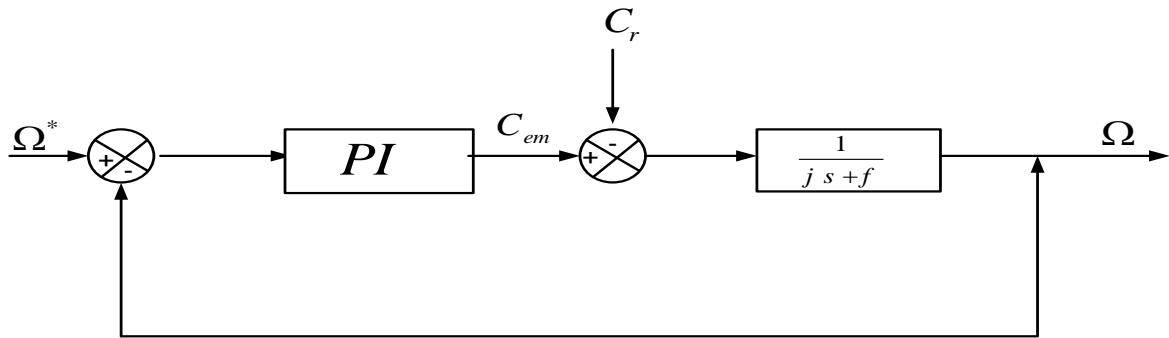 C_r
Ω*
+
-
PI
C_em
-
+
1
j s + f
Ω